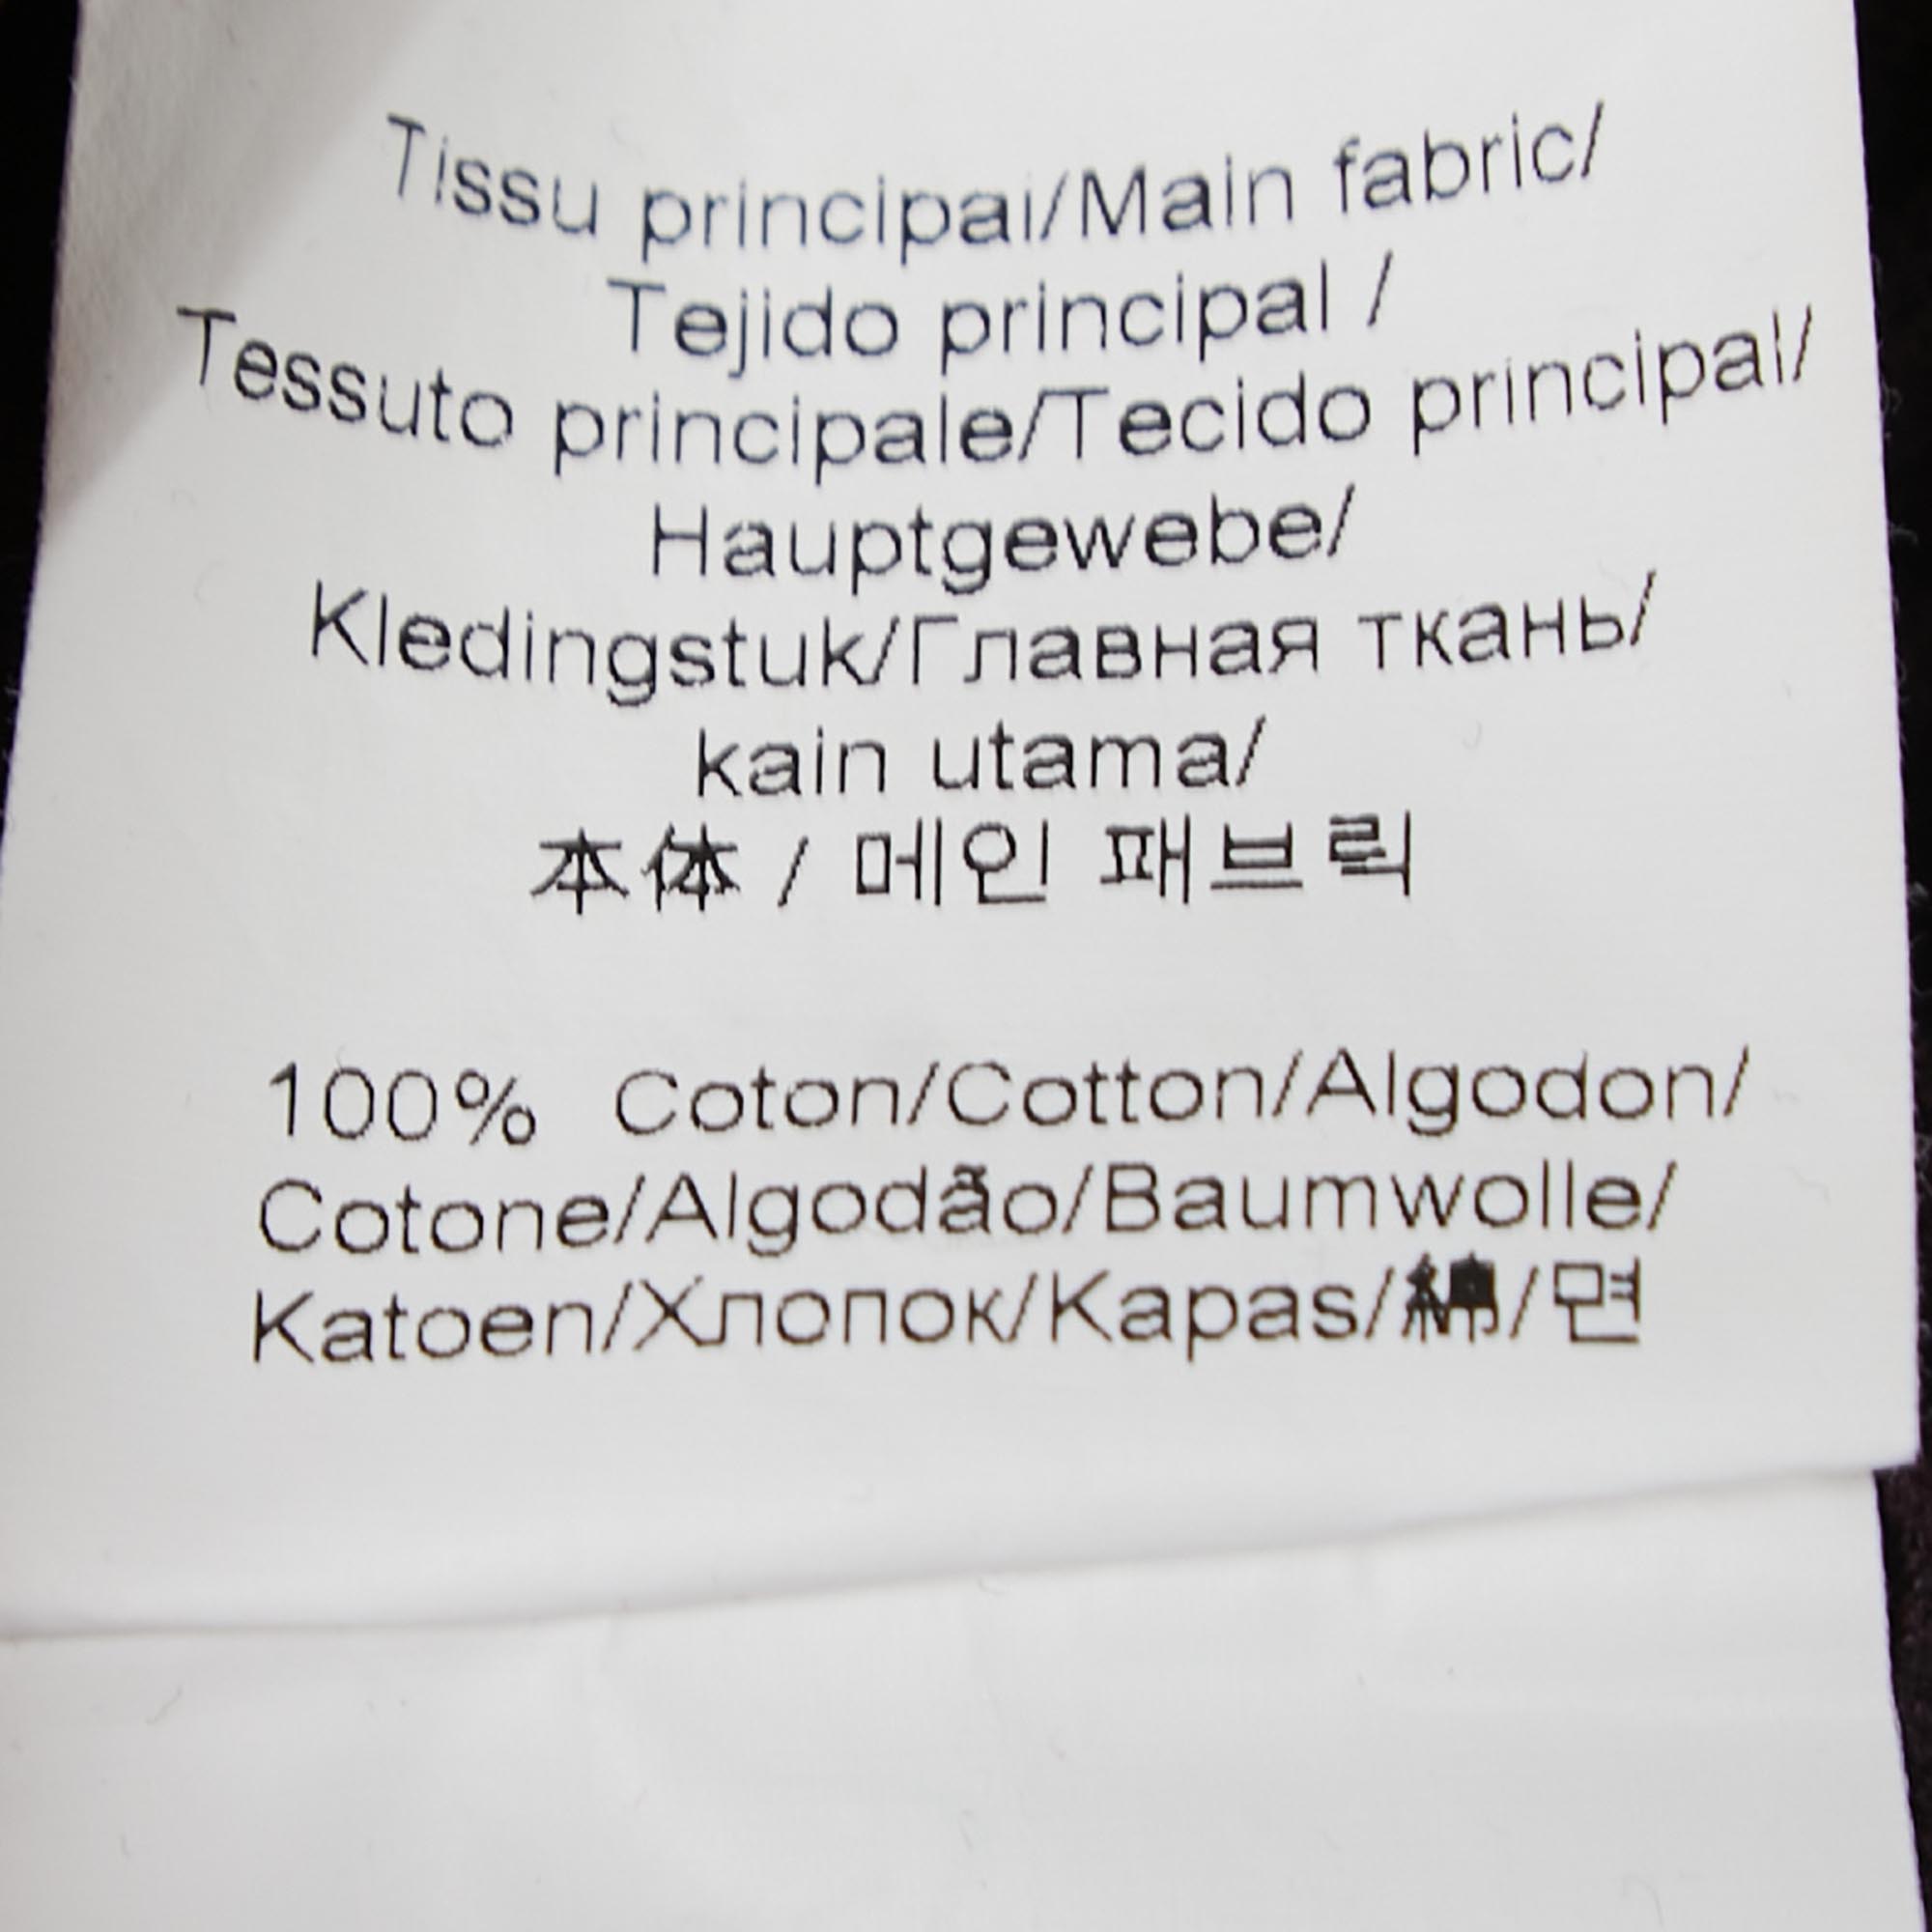 Tissu principal/Main fabric/
Tejido principal /
Tessuto principale/Tecido principal/
Hauptgewebe/
Kledingstuk/Главная ткань/
kain utama/
本体 / 메인 패브릭
100% Coton/Cotton/Algodon/
Cotone/Algodão/Baumwolle/
Katoen/Хлопок/Kapas/綿/면